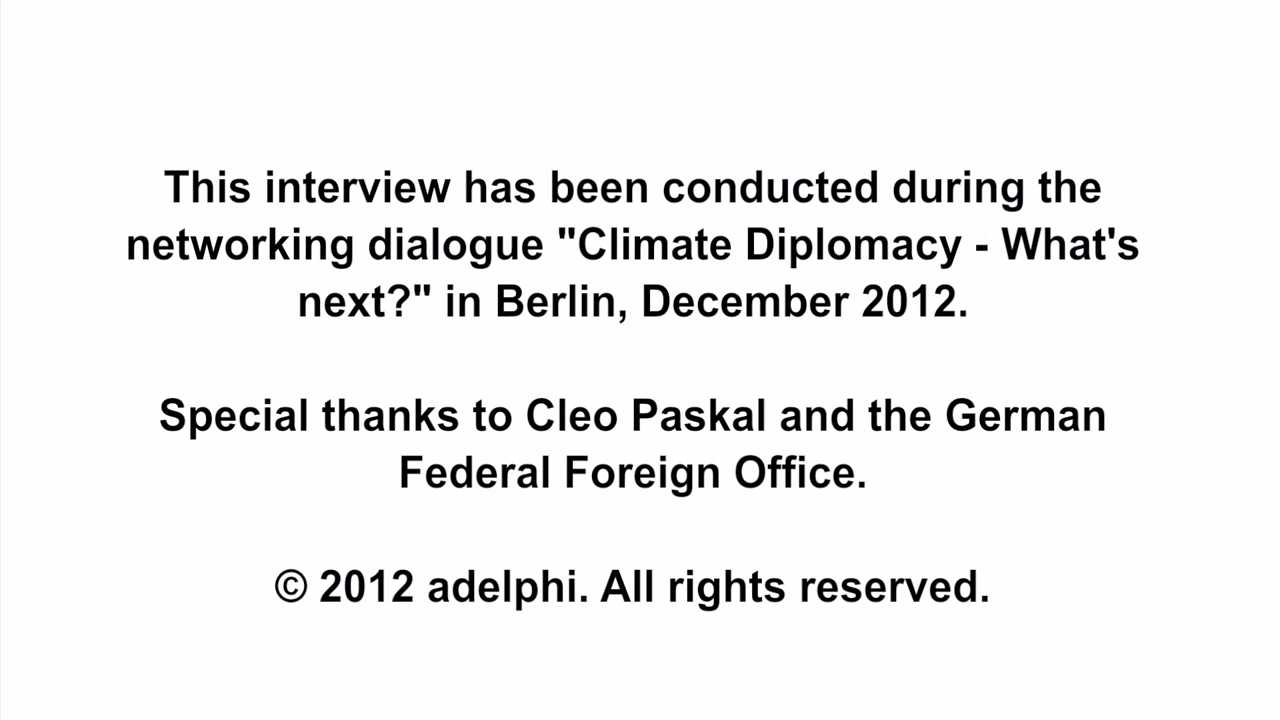 This interview has been conducted during the
networking dialogue "Climate Diplomacy - What's
next?" in Berlin, December 2012.
Special thanks to Cleo Paskal and the German
Federal Foreign Office.
© 2012 adelphi. All rights reserved.